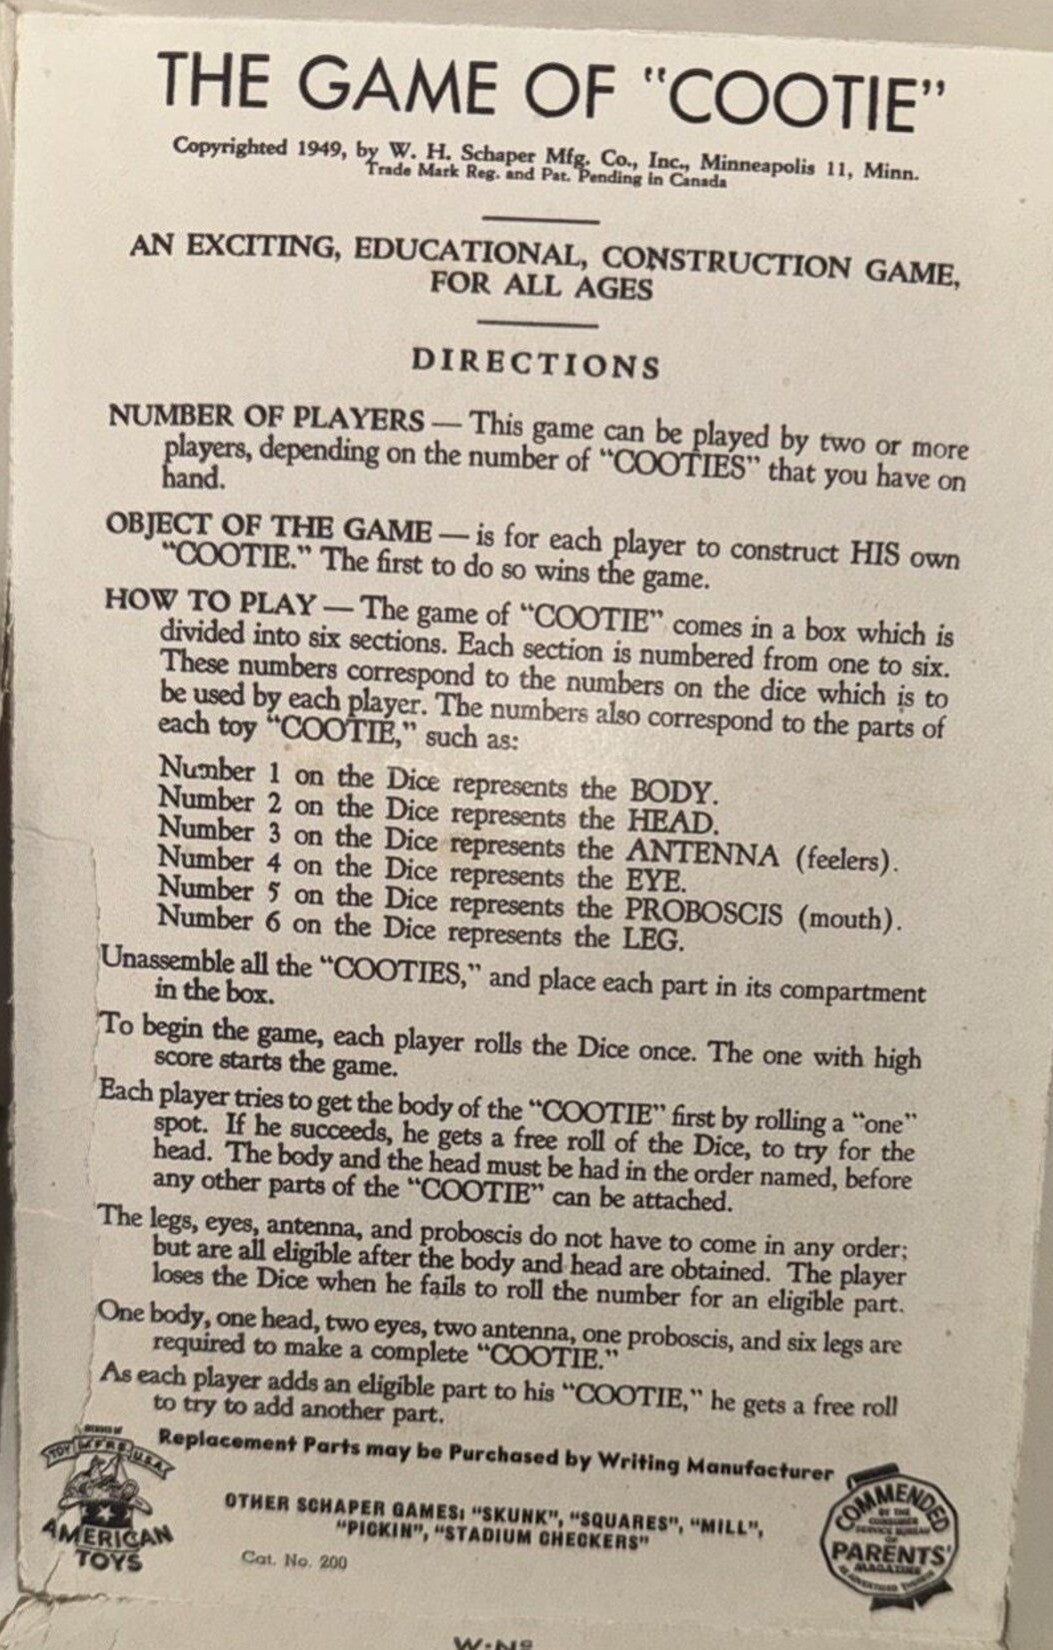 THE GAME OF "COOTIE"
Copyrighted 1949, by W. H. Schaper Mfg. Co., Inc., Minneapolis 11, Minn.
Trade Mark Reg. and Pat. Pending in Canada
AN EXCITING, EDUCATIONAL, CONSTRUCTION GAME,
FOR ALL AGES
DIRECTIONS
NUMBER OF PLAYERS — This game can be played by two or more
players, depending on the number of "COOTIES" that you have on
hand.
OBJECT OF THE GAME — is for each player to construct HIS own
"COOTIE." The first to do so wins the game.
HOW TO PLAY — The game of "COOTIE" comes in a box which is
divided into six sections. Each section is numbered from one to six.
These numbers correspond to the numbers on the dice which is to
be used by each player. The numbers also correspond to the parts of
each toy "COOTIE," such as:
Number 1 on the Dice represents the BODY.
Number 2 on the Dice represents the HEAD.
Number 3 on the Dice represents the ANTENNA (feelers).
Number 4 on the Dice represents the EYE.
Number 5 on the Dice represents the PROBOSCIS (mouth).
Number 6 on the Dice represents the LEG.
Unassemble all the "COOTIES," and place each part in its compartment
in the box.
To begin the game, each player rolls the Dice once. The one with high
score starts the game.
Each player tries to get the body of the "COOTIE" first by rolling a "one"
spot. If he succeeds, he gets a free roll of the Dice, to try for the
head. The body and the head must be had in the order named, before
any other parts of the "COOTIE" can be attached.
The legs, eyes, antenna, and proboscis do not have to come in any order;
but are all eligible after the body and head are obtained. The player
loses the Dice when he fails to roll the number for an eligible part.
One body, one head, two eyes, two antenna, one proboscis, and six legs are
required to make a complete "COOTIE."
As each player adds an eligible part to his "COOTIE," he gets a free roll
to try to add another part.
Replacement Parts may be Purchased by Writing Manufacturer
OTHER SCHAPER GAMES: "SKUNK", "SQUARES", "MILL",
"PICKIN", "STADIUM CHECKERS"
Cat. No. 200
TOY MFRS U.S.A.
AMERICAN
TOYS
COMMENDED
BY THE
CONSUMER
SERVICE BUREAU
OF
PARENTS'
MAGAZINE
AS ADVERTISED THEREIN